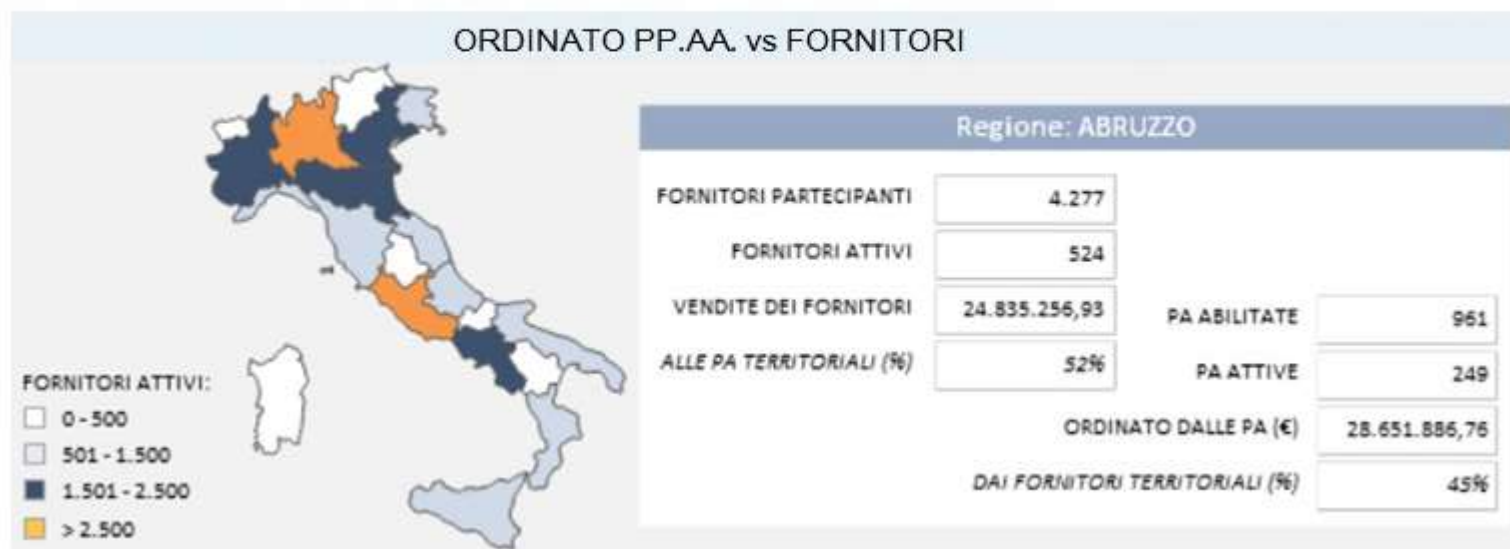 ORDINATO PP.AA. vs FORNITORI
Regione: ABRUZZO
FORNITORI PARTECIPANTI 4.277
FORNITORI ATTIVI 524
VENDITE DEI FORNITORI 24.835.256,93 PA ABILITATE 961
ALLE PA TERRITORIALI (%) 52% PA ATTIVE 249
ORDINATO DALLE PA (€) 28.651.886,76
DAI FORNITORI TERRITORIALI (%) 45%
FORNITORI ATTIVI:
0 - 500
501 - 1.500
1.501 - 2.500
> 2.500